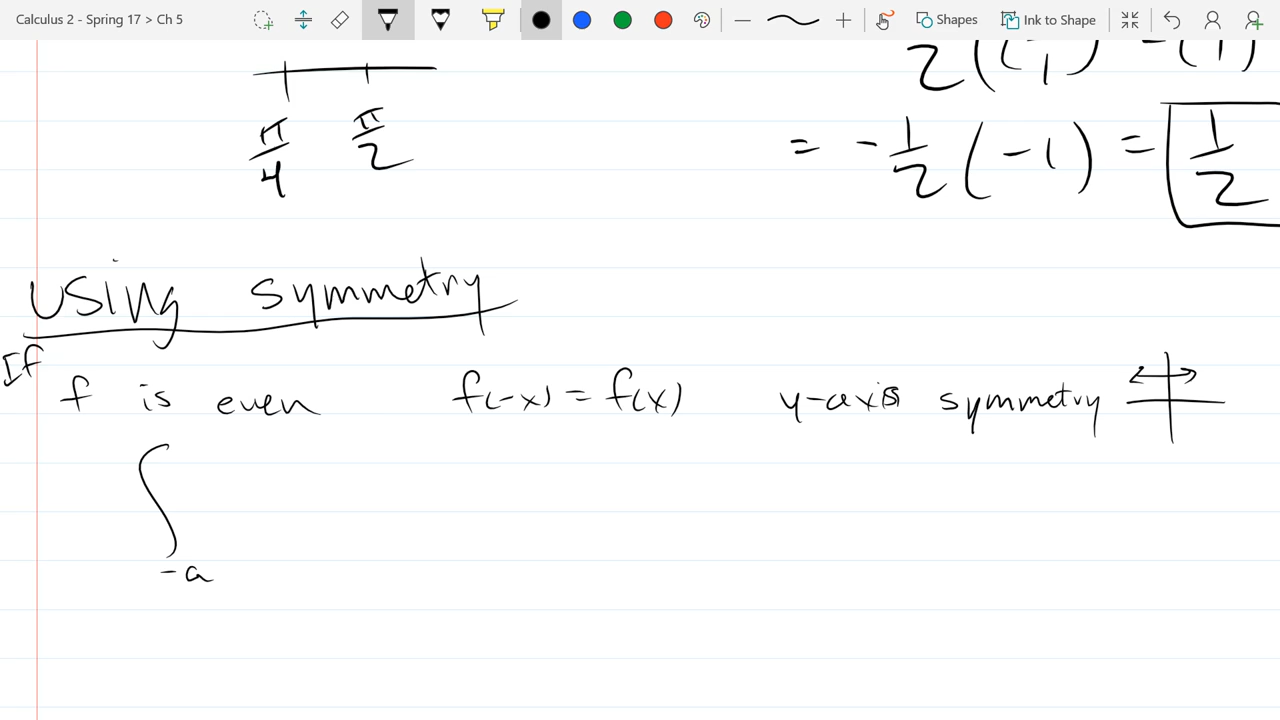 Calculus 2 - Spring 17 > Ch 5 Shapes Ink to Shape
π/4 π/2
= -1/2 (-1) = 1/2
Using symmetry
If
f is even f(-x) = f(x) y-axis symmetry
∫
-a